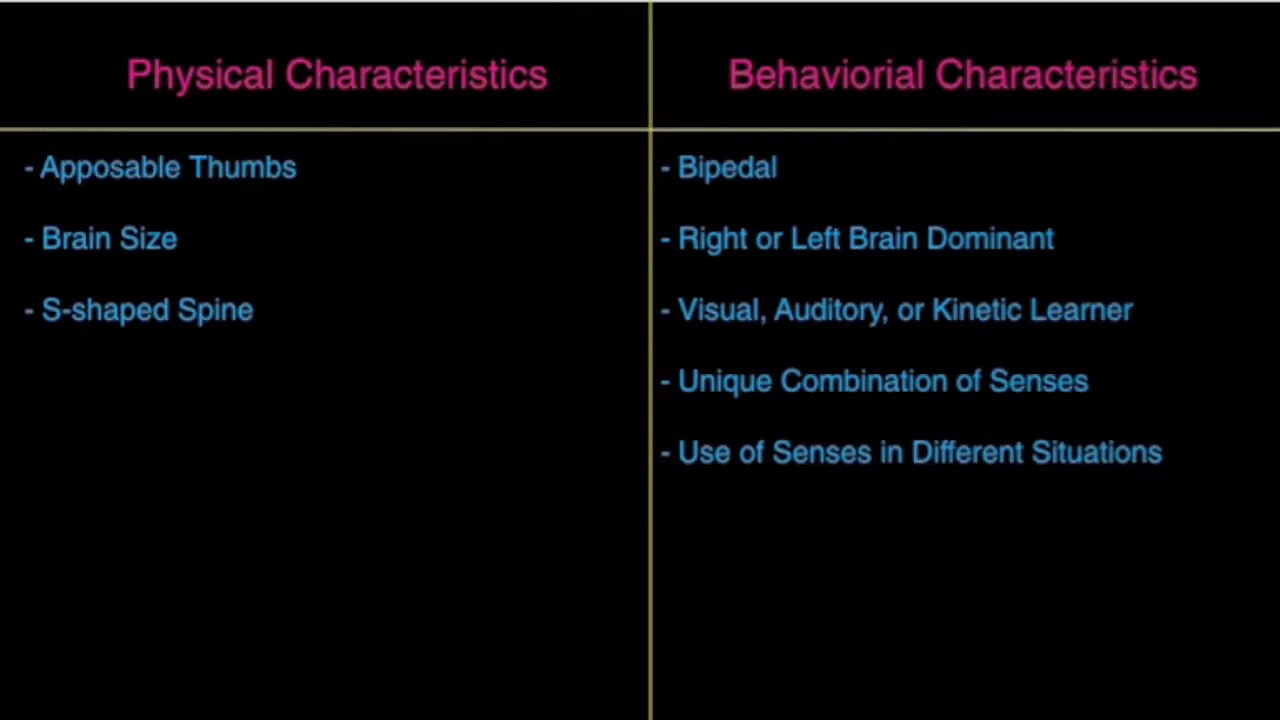 Physical Characteristics
Behaviorial Characteristics
- Apposable Thumbs
- Brain Size
- S-shaped Spine
- Bipedal
- Right or Left Brain Dominant
- Visual, Auditory, or Kinetic Learner
- Unique Combination of Senses
- Use of Senses in Different Situations